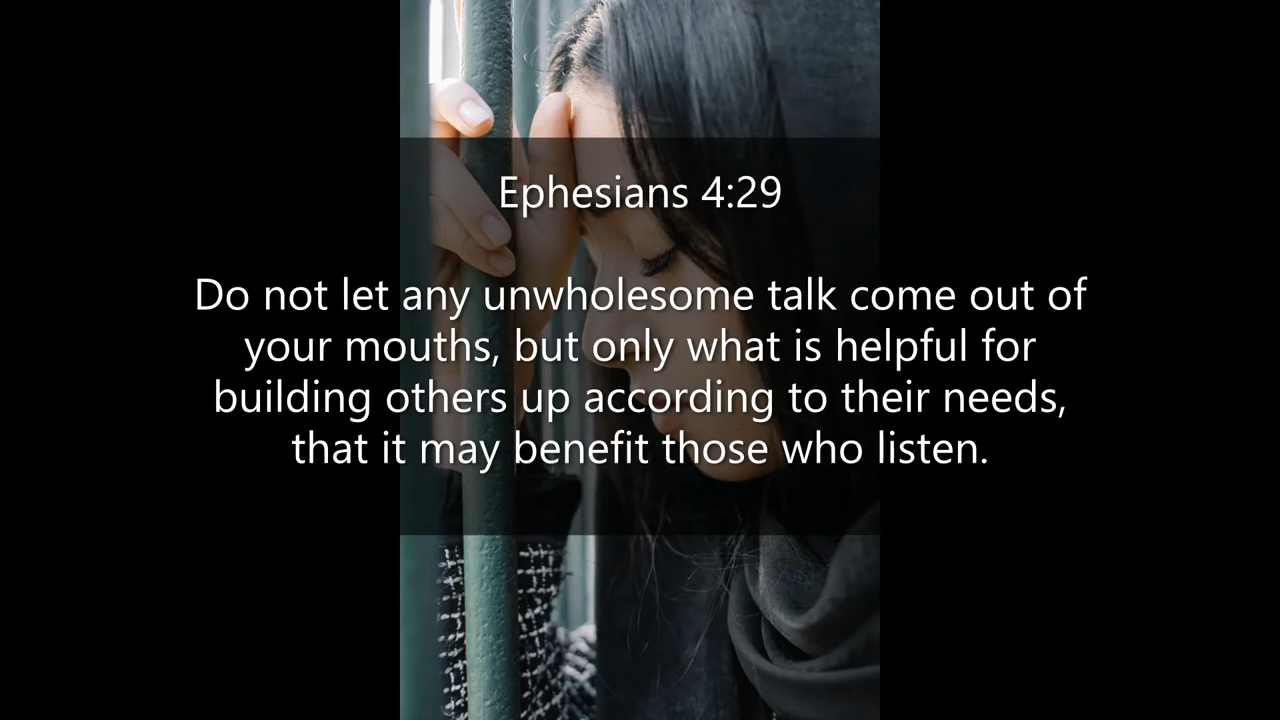 Ephesians 4:29
Do not let any unwholesome talk come out of
your mouths, but only what is helpful for
building others up according to their needs,
that it may benefit those who listen.